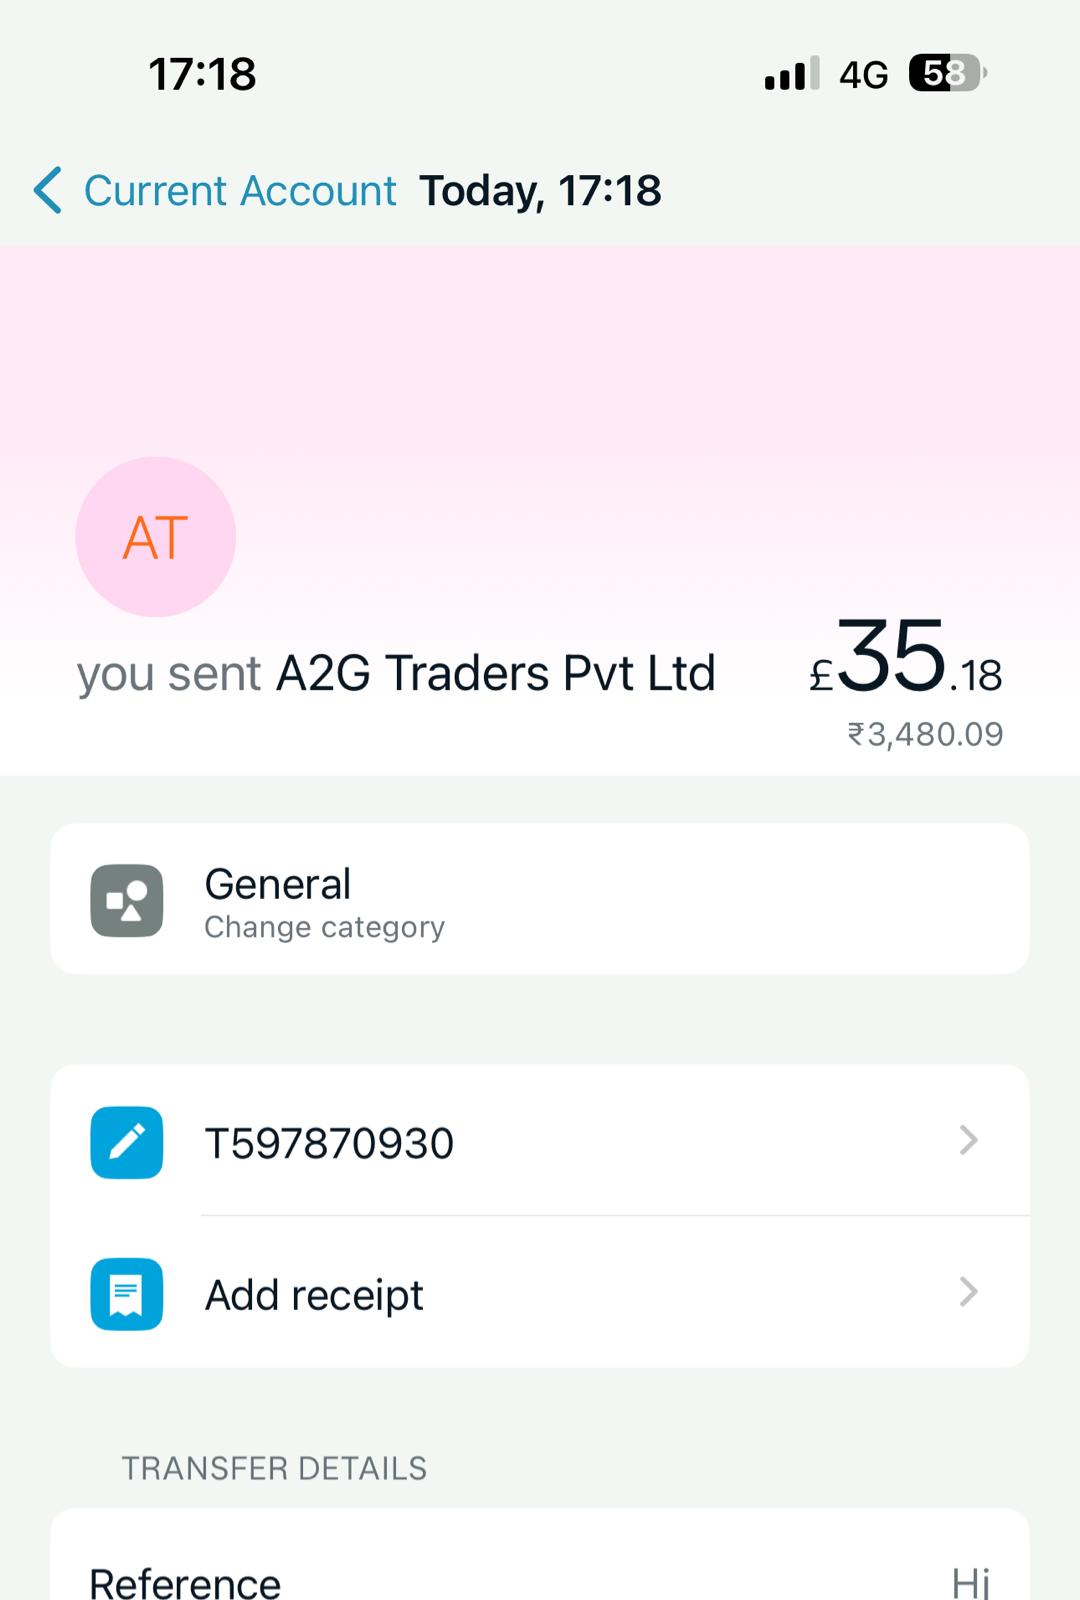 17:18 4G 58
Current Account Today, 17:18
AT
you sent A2G Traders Pvt Ltd £35.18
₹3,480.09
General
Change category
T597870930
Add receipt
TRANSFER DETAILS
Reference Hi